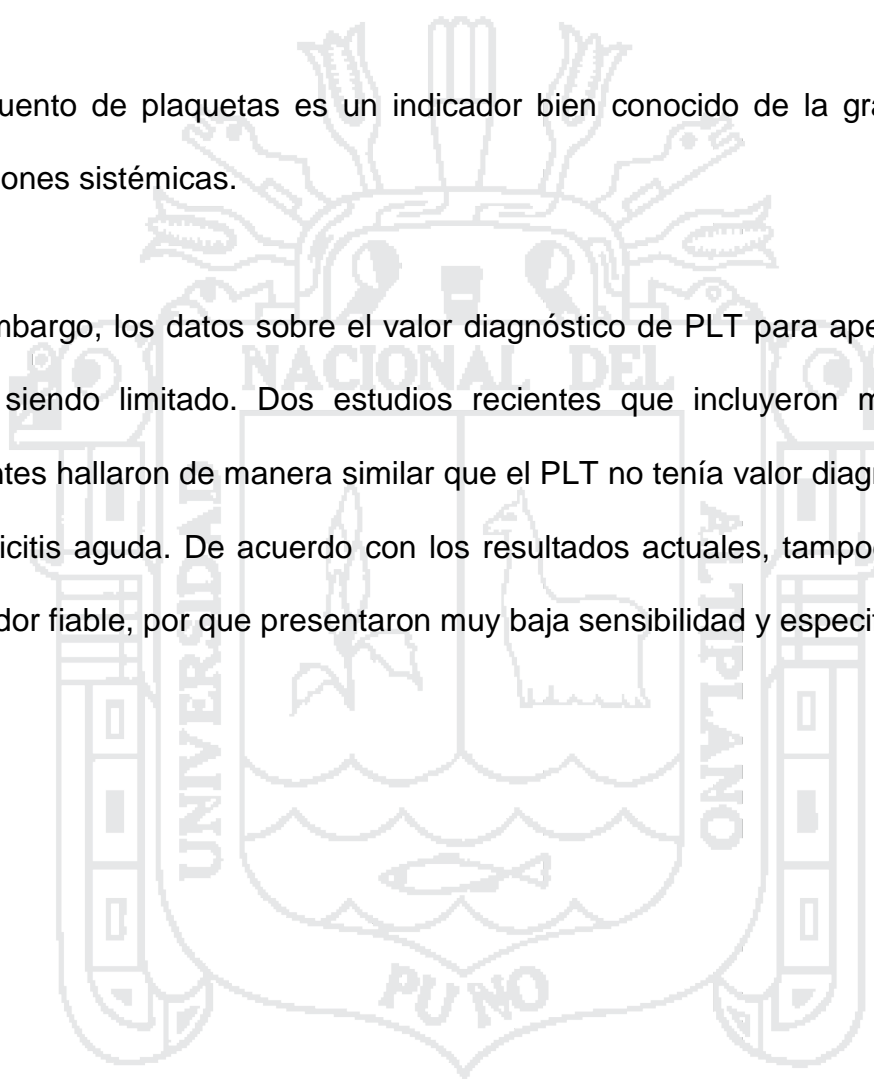 uento de plaquetas es un indicador bien conocido de la gra
ones sistémicas.
mbargo, los datos sobre el valor diagnóstico de PLT para ape
siendo limitado. Dos estudios recientes que incluyeron m
ntes hallaron de manera similar que el PLT no tenía valor diag
icitis aguda. De acuerdo con los resultados actuales, tampo
dor fiable, por que presentaron muy baja sensibilidad y especi
UNIVERSIDAD
NACIONAL DEL
ALTIPLANO
PUNO